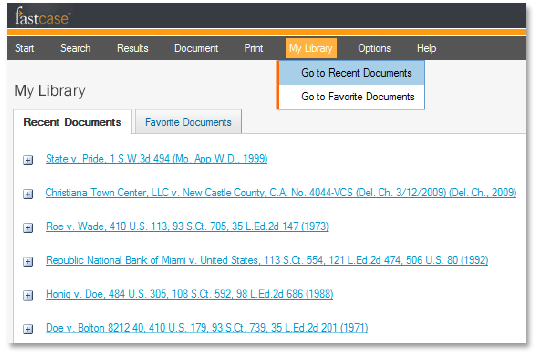 fastcase
Start Search Results Document Print My Library Options Help
Go to Recent Documents
Go to Favorite Documents
My Library
Recent Documents Favorite Documents
State v. Pride, 1 S.W.3d 494 (Mo. App.W.D., 1999)
Christiana Town Center, LLC v. New Castle County, C.A. No. 4044-VCS (Del. Ch. 3/12/2009) (Del. Ch., 2009)
Roe v. Wade, 410 U.S. 113, 93 S.Ct. 705, 35 L.Ed.2d 147 (1973)
Republic National Bank of Miami v. United States, 113 S.Ct. 554, 121 L.Ed.2d 474, 506 U.S. 80 (1992)
Honig v. Doe, 484 U.S. 305, 108 S.Ct. 592, 98 L.Ed.2d 686 (1988)
Doe v. Bolton 8212 40, 410 U.S. 179, 93 S.Ct. 739, 35 L.Ed.2d 201 (1971)